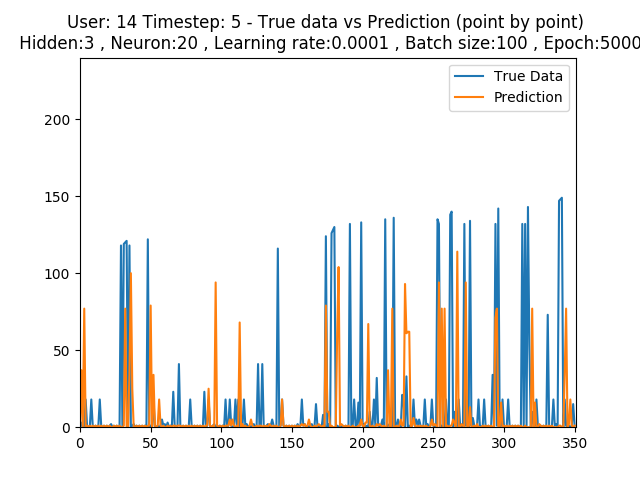 User: 14 Timestep: 5 - True data vs Prediction (point by point)
Hidden:3 , Neuron:20 , Learning rate:0.0001 , Batch size:100 , Epoch:5000
True Data
Prediction
200
150
100
50
0
0 50 100 150 200 250 300 350